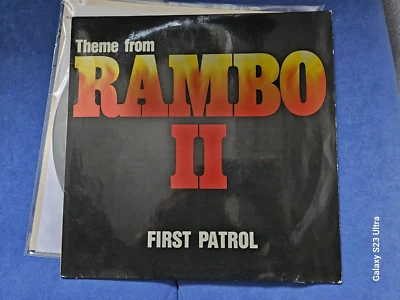 Theme from
RAMBO
II
FIRST PATROL
Galaxy S23 Ultra